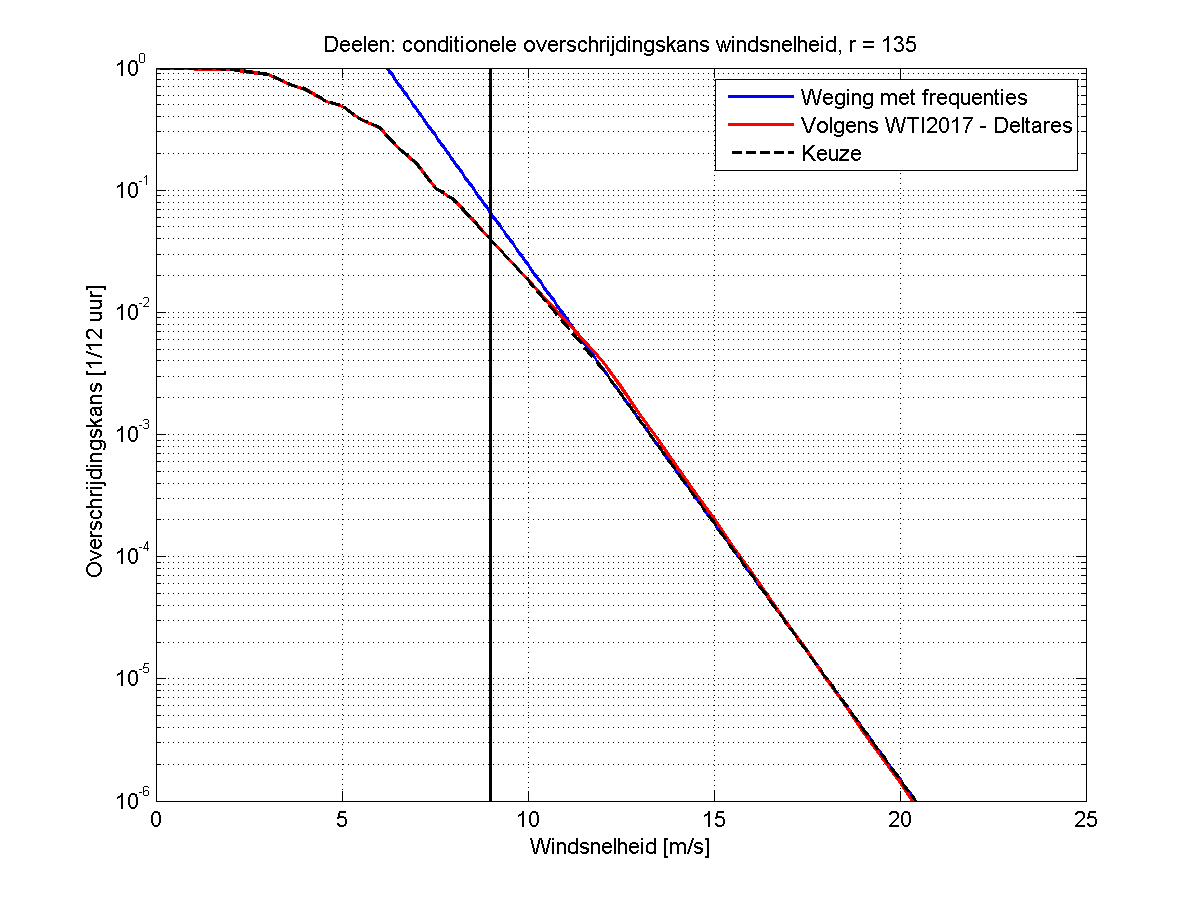 Deelen: conditionele overschrijdingskans windsnelheid, r = 135
Weging met frequenties
Volgens WTI2017 - Deltares
Keuze
Overschrijdingskans [1/12 uur]
10^0
10^-1
10^-2
10^-3
10^-4
10^-5
10^-6
0 5 10 15 20 25
Windsnelheid [m/s]